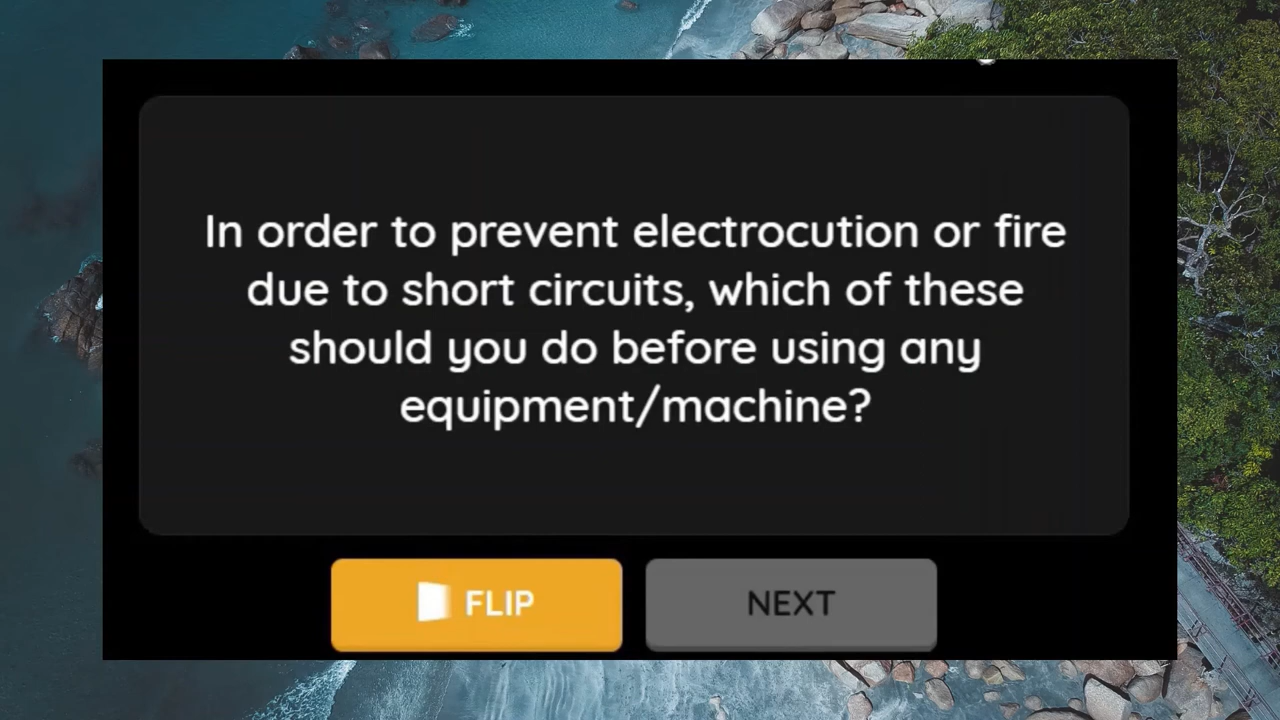 In order to prevent electrocution or fire
due to short circuits, which of these
should you do before using any
equipment/machine?
FLIP
NEXT